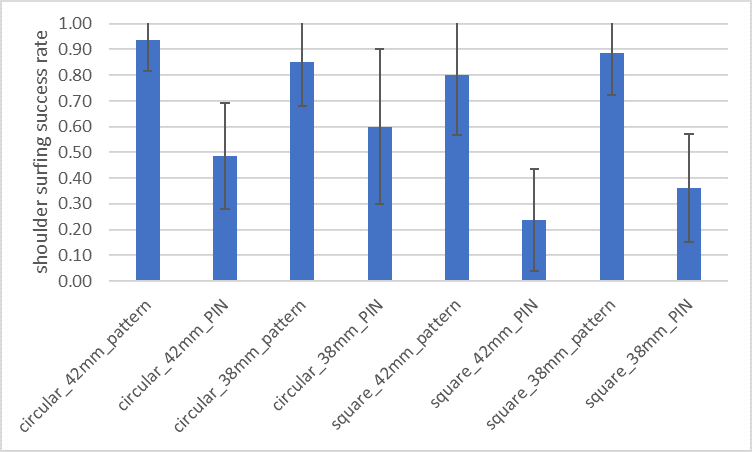 shoulder surfing success rate
1.00
0.90
0.80
0.70
0.60
0.50
0.40
0.30
0.20
0.10
0.00
circular_42mm_pattern
circular_42mm_PIN
circular_38mm_pattern
circular_38mm_PIN
square_42mm_pattern
square_42mm_PIN
square_38mm_pattern
square_38mm_PIN